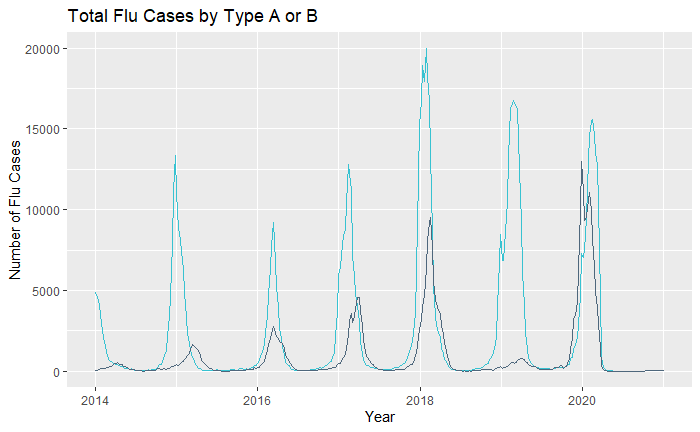 Total Flu Cases by Type A or B
Number of Flu Cases
20000
15000
10000
5000
0
2014 2016 2018 2020
Year